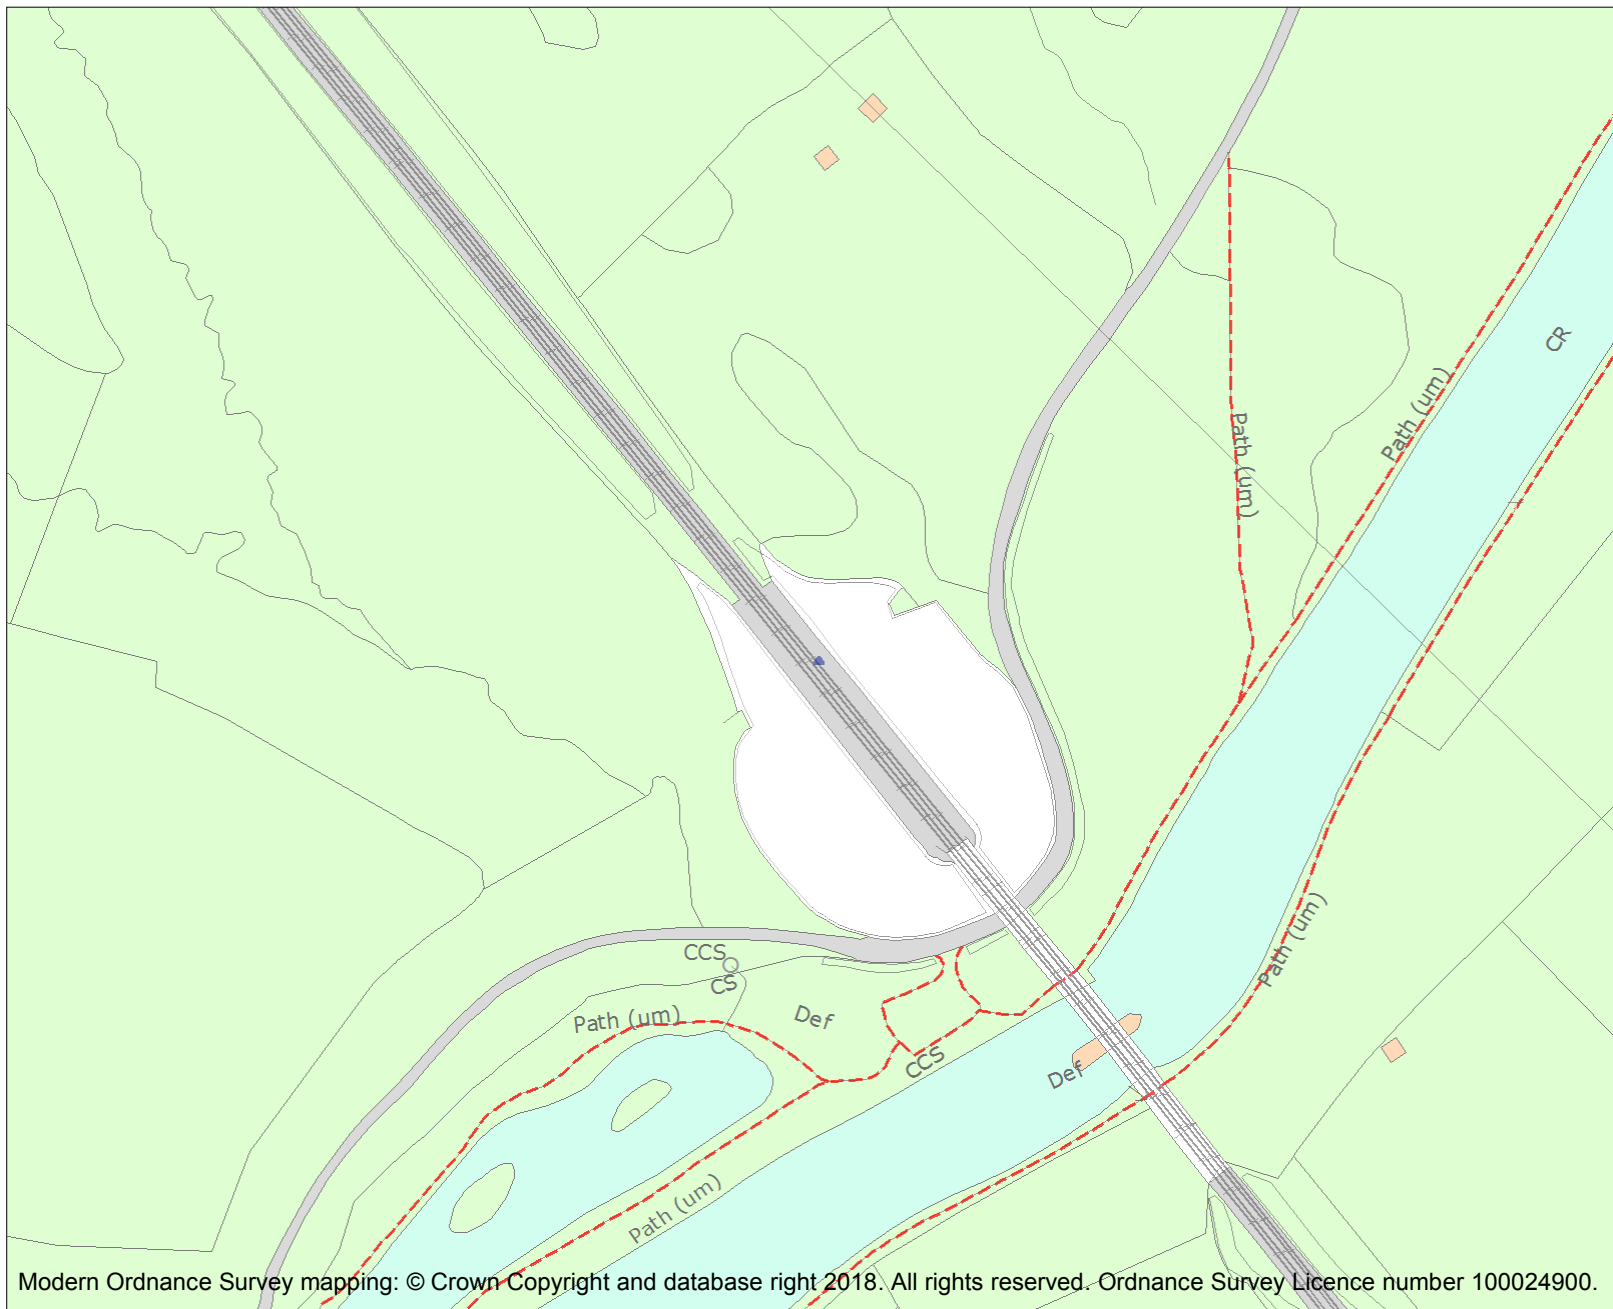 CR
Path (um)
Path (um)
Path (um)
CCS
CS
Path (um)
Def
CCS
Def
Path (um)
Modern Ordnance Survey mapping: © Crown Copyright and database right 2018. All rights reserved. Ordnance Survey Licence number 100024900.